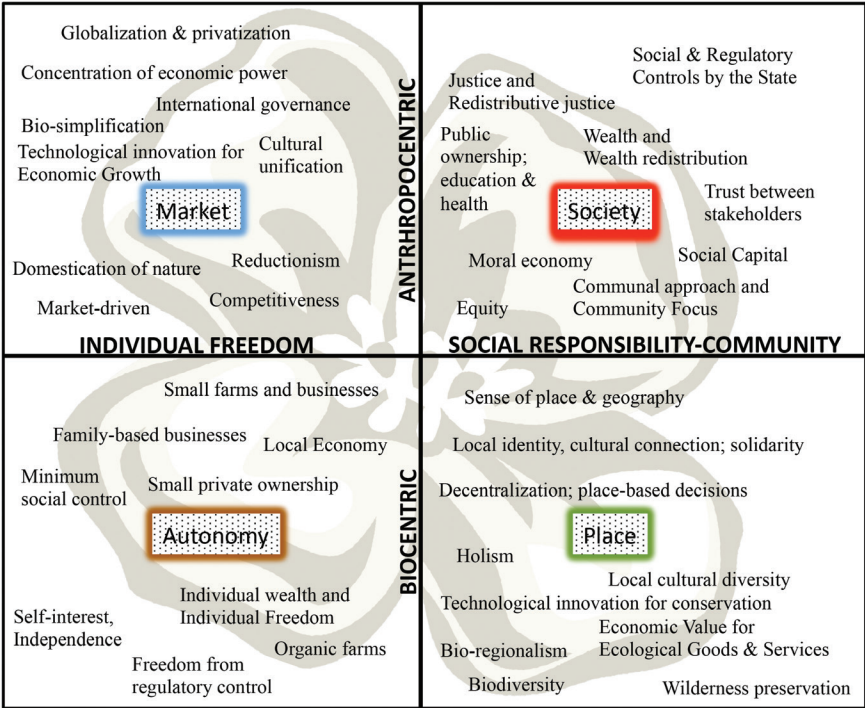 Globalization & privatization
Concentration of economic power
International governance
Bio-simplification
Technological innovation for
Economic Growth
Cultural
unification
Market
Domestication of nature
Reductionism
Market-driven
Competitiveness
INDIVIDUAL FREEDOM
ANTRHROPOCENTRIC
Social & Regulatory
Controls by the State
Justice and
Redistributive justice
Public
ownership;
education &
health
Wealth and
Wealth redistribution
Society
Trust between
stakeholders
Moral economy
Social Capital
Equity
Communal approach and
Community Focus
SOCIAL RESPONSIBILITY-COMMUNITY
Small farms and businesses
Family-based businesses
Local Economy
Minimum
social control
Small private ownership
Autonomy
Individual wealth and
Individual Freedom
Self-interest,
Independence
Organic farms
Freedom from
regulatory control
BIOCENTRIC
Sense of place & geography
Local identity, cultural connection; solidarity
Decentralization; place-based decisions
Place
Holism
Local cultural diversity
Technological innovation for conservation
Economic Value for
Ecological Goods & Services
Bio-regionalism
Biodiversity
Wilderness preservation